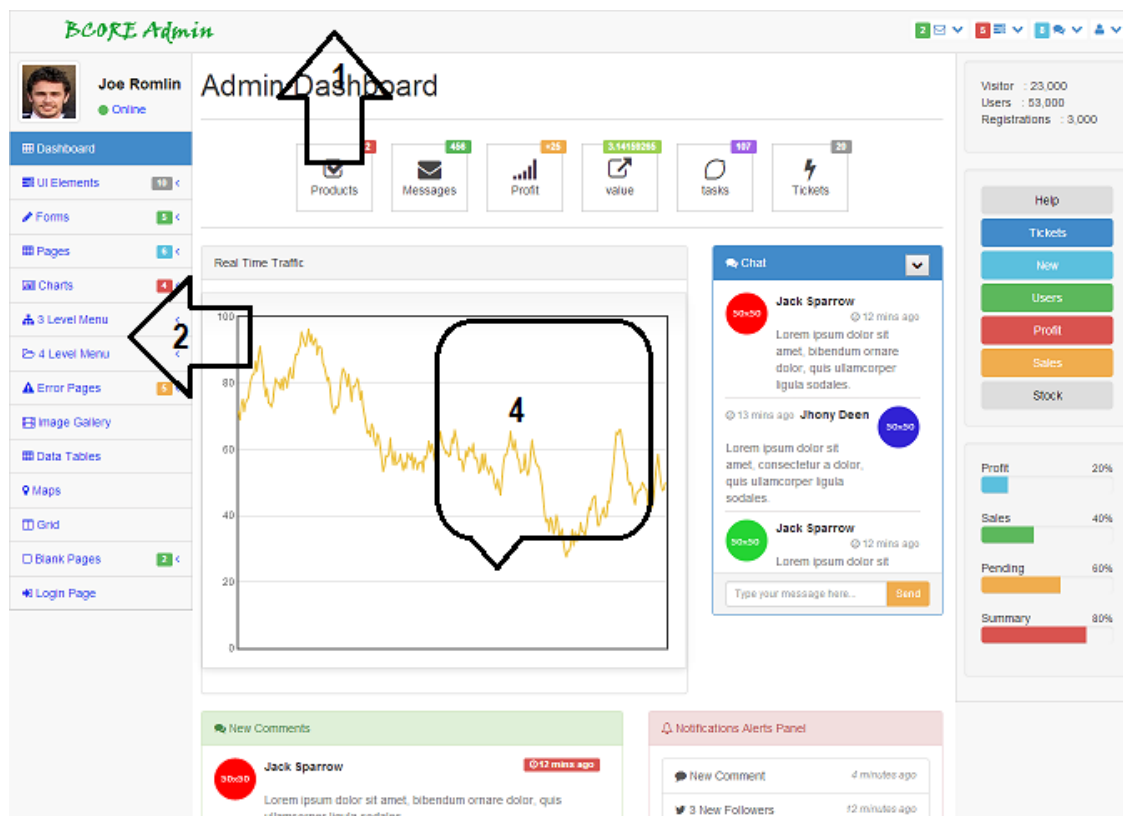 BCORE Admin
2
5
8
Joe Romlin
Online
Admin Dashboard
1
Visitor : 23,000
Users : 53,000
Registrations : 3,000
Dashboard
UI Elements 10
Forms 5
Pages 6
Charts 4
3 Level Menu
4 Level Menu
2
Error Pages 5
Image Gallery
Data Tables
Maps
Grid
Blank Pages 2
Login Page
2
Products
456
Messages
+25
Profit
3.14159265
value
107
tasks
20
Tickets
Real Time Traffic
100
80
60
40
20
0
4
Chat
50x50
Jack Sparrow
12 mins ago
Lorem ipsum dolor sit
amet, bibendum ornare
dolor, quis ullamcorper
ligula sodales.
13 mins ago Jhony Deen
50x50
Lorem ipsum dolor sit
amet, consectetur a dolor,
quis ullamcorper ligula
sodales.
50x50
Jack Sparrow
12 mins ago
Lorem ipsum dolor sit
Type your message here...
Send
Help
Tickets
New
Users
Profit
Sales
Stock
Profit 20%
Sales 40%
Pending 60%
Summary 80%
New Comments
50x50
Jack Sparrow
12 mins ago
Lorem ipsum dolor sit amet, bibendum ornare dolor, quis
ullamcorper ligula sodales.
Notifications Alerts Panel
New Comment 4 minutes ago
3 New Followers 12 minutes ago